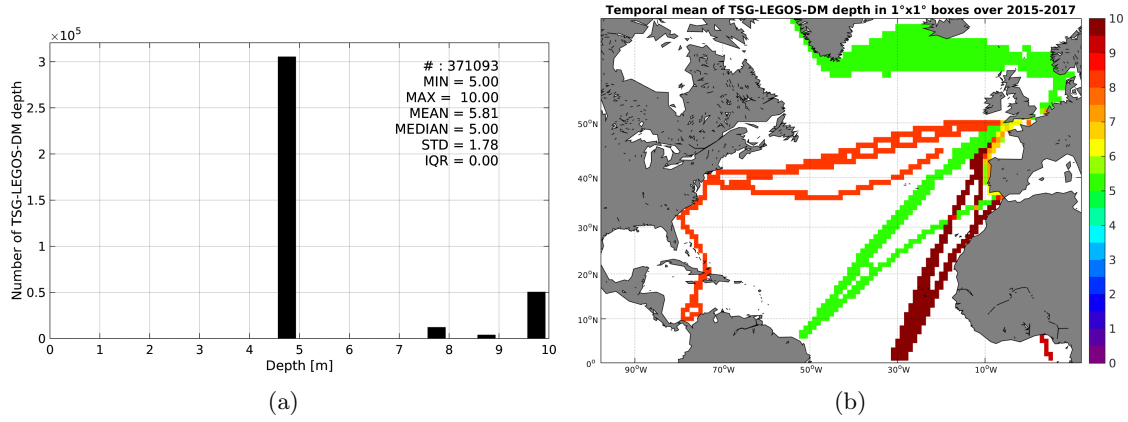 ×10⁵
3
2.5
2
1.5
1
0.5
0
Number of TSG-LEGOS-DM depth
# : 371093
MIN = 5.00
MAX = 10.00
MEAN = 5.81
MEDIAN = 5.00
STD = 1.78
IQR = 0.00
0 1 2 3 4 5 6 7 8 9 10
Depth [m]
(a)
Temporal mean of TSG-LEGOS-DM depth in 1°x1° boxes over 2015-2017
50°N
40°N
30°N
20°N
10°N
0°N
90°W 70°W 50°W 30°W 10°W
10
9
8
7
6
5
4
3
2
1
0
(b)